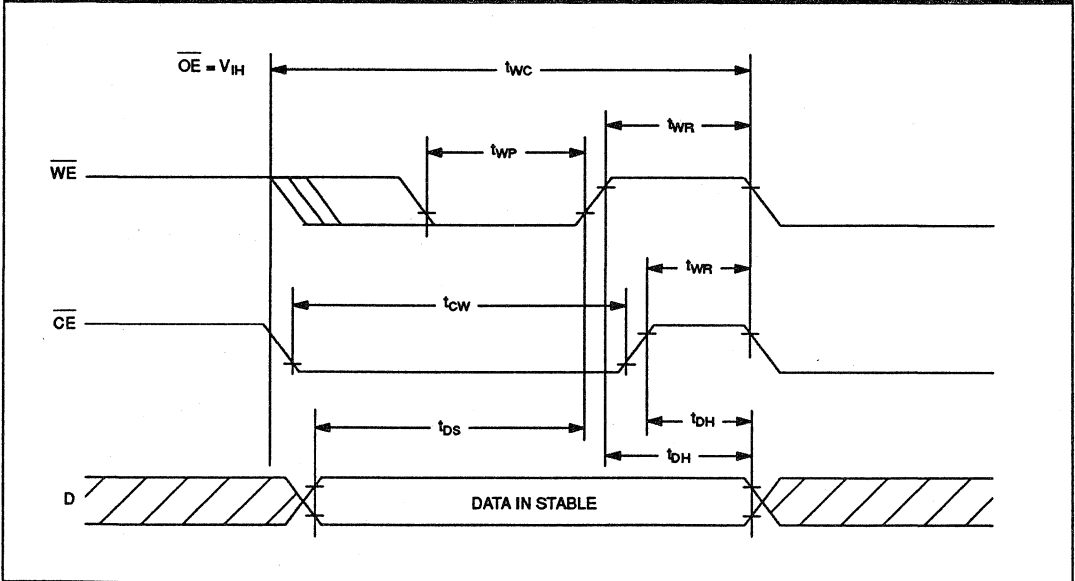 OE = VIH
tWC
tWR
tWP
WE
tWR
tCW
CE
tDH
tDS
tDH
D
DATA IN STABLE